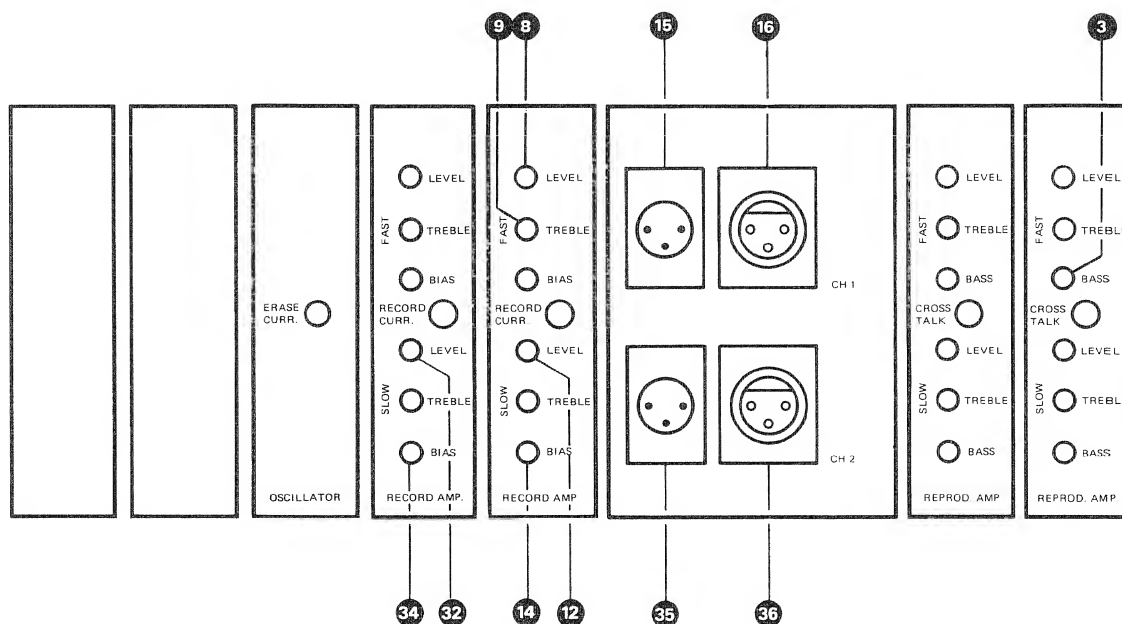 9 8 15 16 3
ERASE CURR.
OSCILLATOR
FAST
LEVEL
TREBLE
BIAS
RECORD CURR.
SLOW
LEVEL
TREBLE
BIAS
RECORD AMP.
FAST
LEVEL
TREBLE
BIAS
RECORD CURR.
SLOW
LEVEL
TREBLE
BIAS
RECORD AMP
CH 1
CH 2
FAST
LEVEL
TREBLE
BASS
CROSS TALK
SLOW
LEVEL
TREBLE
BASS
REPROD. AMP
FAST
LEVEL
TREBLE
BASS
CROSS TALK
SLOW
LEVEL
TREBLE
BASS
REPROD. AMP
34 32 14 12 35 36